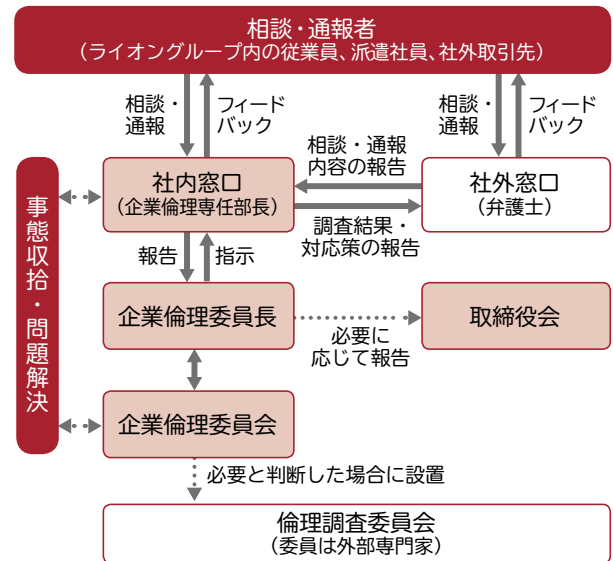 相談・通報者
(ライオングループ内の従業員、派遣社員、社外取引先)
相談・
通報
フィード
バック
相談・
通報
フィード
バック
相談・通報
内容の報告
社内窓口
(企業倫理専任部長)
社外窓口
(弁護士)
調査結果・
対応策の報告
事態収拾・問題解決
報告
指示
企業倫理委員長
取締役会
必要に
応じて報告
企業倫理委員会
必要と判断した場合に設置
倫理調査委員会
(委員は外部専門家)